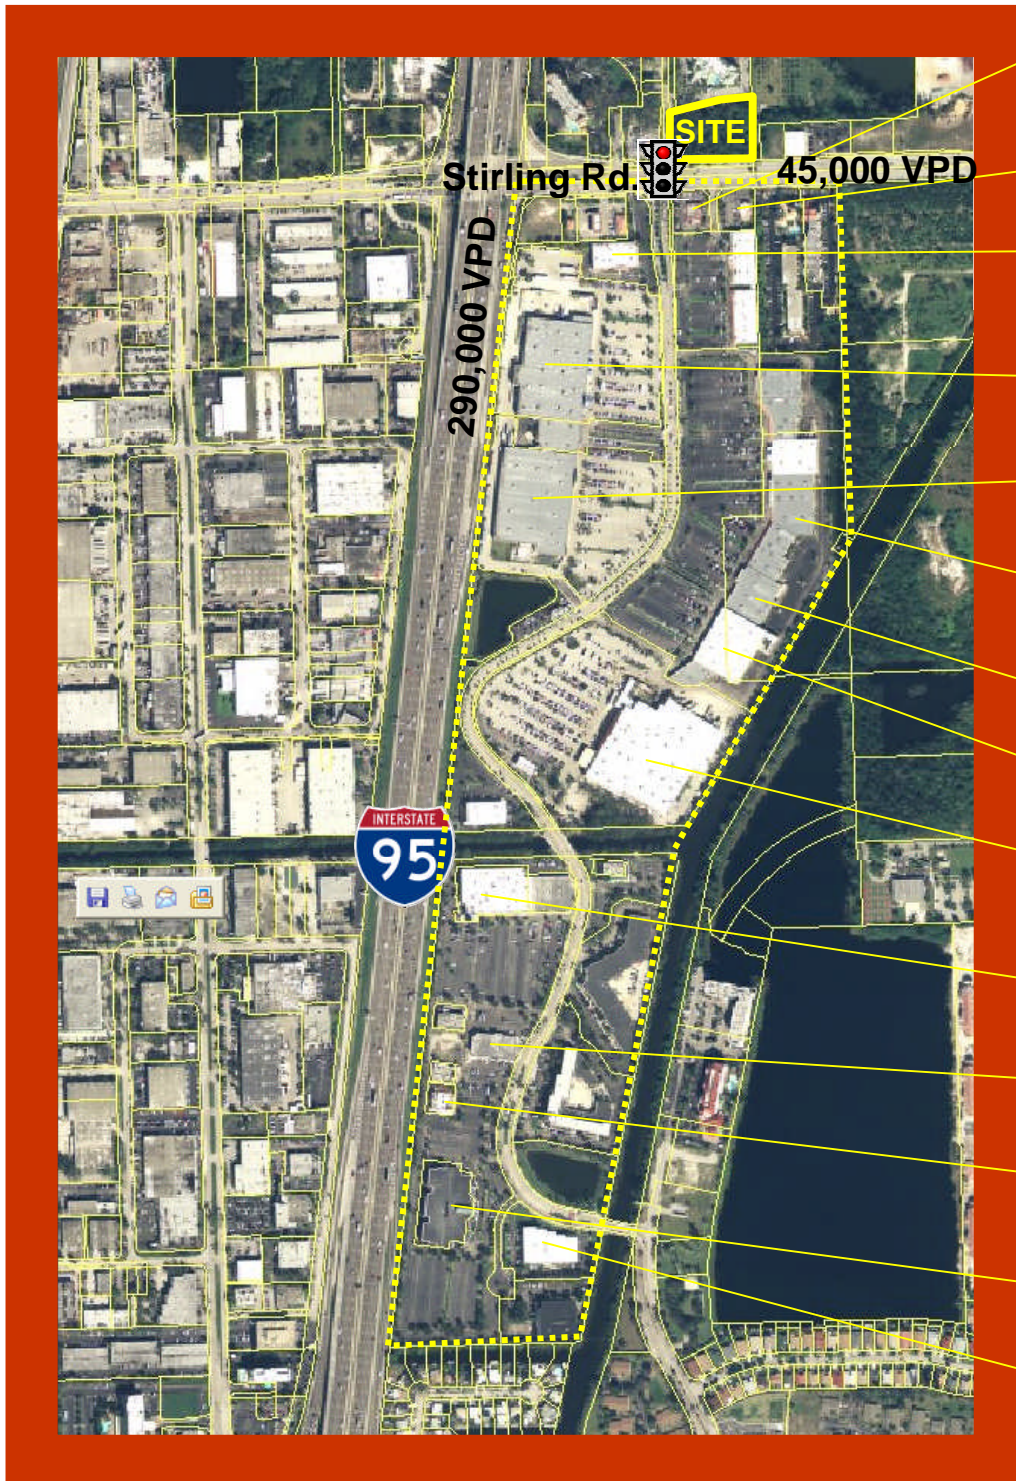 SITE
Stirling Rd.
45,000 VPD
290,000 VPD
INTERSTATE
95